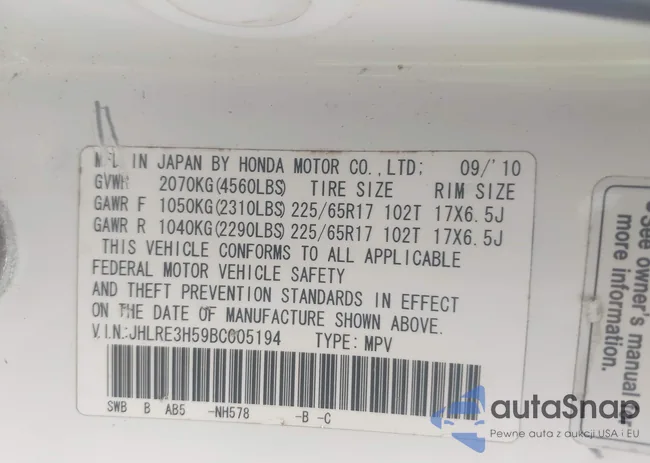 MFD IN JAPAN BY HONDA MOTOR CO., LTD: 09/'10
GVWR 2070KG(4560LBS) TIRE SIZE RIM SIZE
GAWR F 1050KG(2310LBS) 225/65R17 102T 17X6.5J
GAWR R 1040KG(2290LBS) 225/65R17 102T 17X6.5J
THIS VEHICLE CONFORMS TO ALL APPLICABLE
FEDERAL MOTOR VEHICLE SAFETY
AND THEFT PREVENTION STANDARDS IN EFFECT
ON THE DATE OF MANUFACTURE SHOWN ABOVE.
V.I.N.:JHLRE3H59BC005194 TYPE: MPV
SWB B AB5 -NH578 -B -C
See owner's manual for
more information.
autoSnap
Pewne auta z aukcji USA i EU